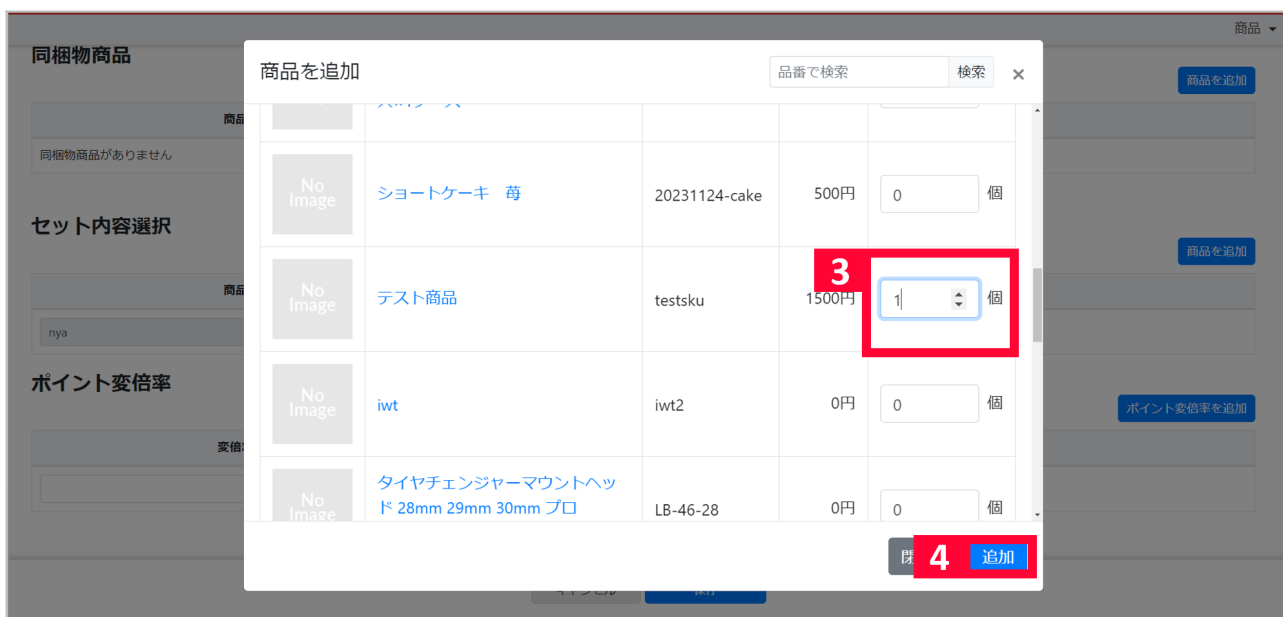 商品
同梱物商品
商品を追加
品番で検索
検索
×
商品を追加
同梱物商品がありません
No
Image
ショートケーキ 苺
20231124-cake
500円
0
個
セット内容選択
商品を追加
3
No
Image
テスト商品
testsku
1500円
1
個
nya
ポイント変倍率
ポイント変倍率を追加
No
Image
iwt
iwt2
0円
0
個
No
Image
タイヤチェンジャーマウントヘッ
ド 28mm 29mm 30mm プロ
LB-46-28
0円
0
個
4
追加